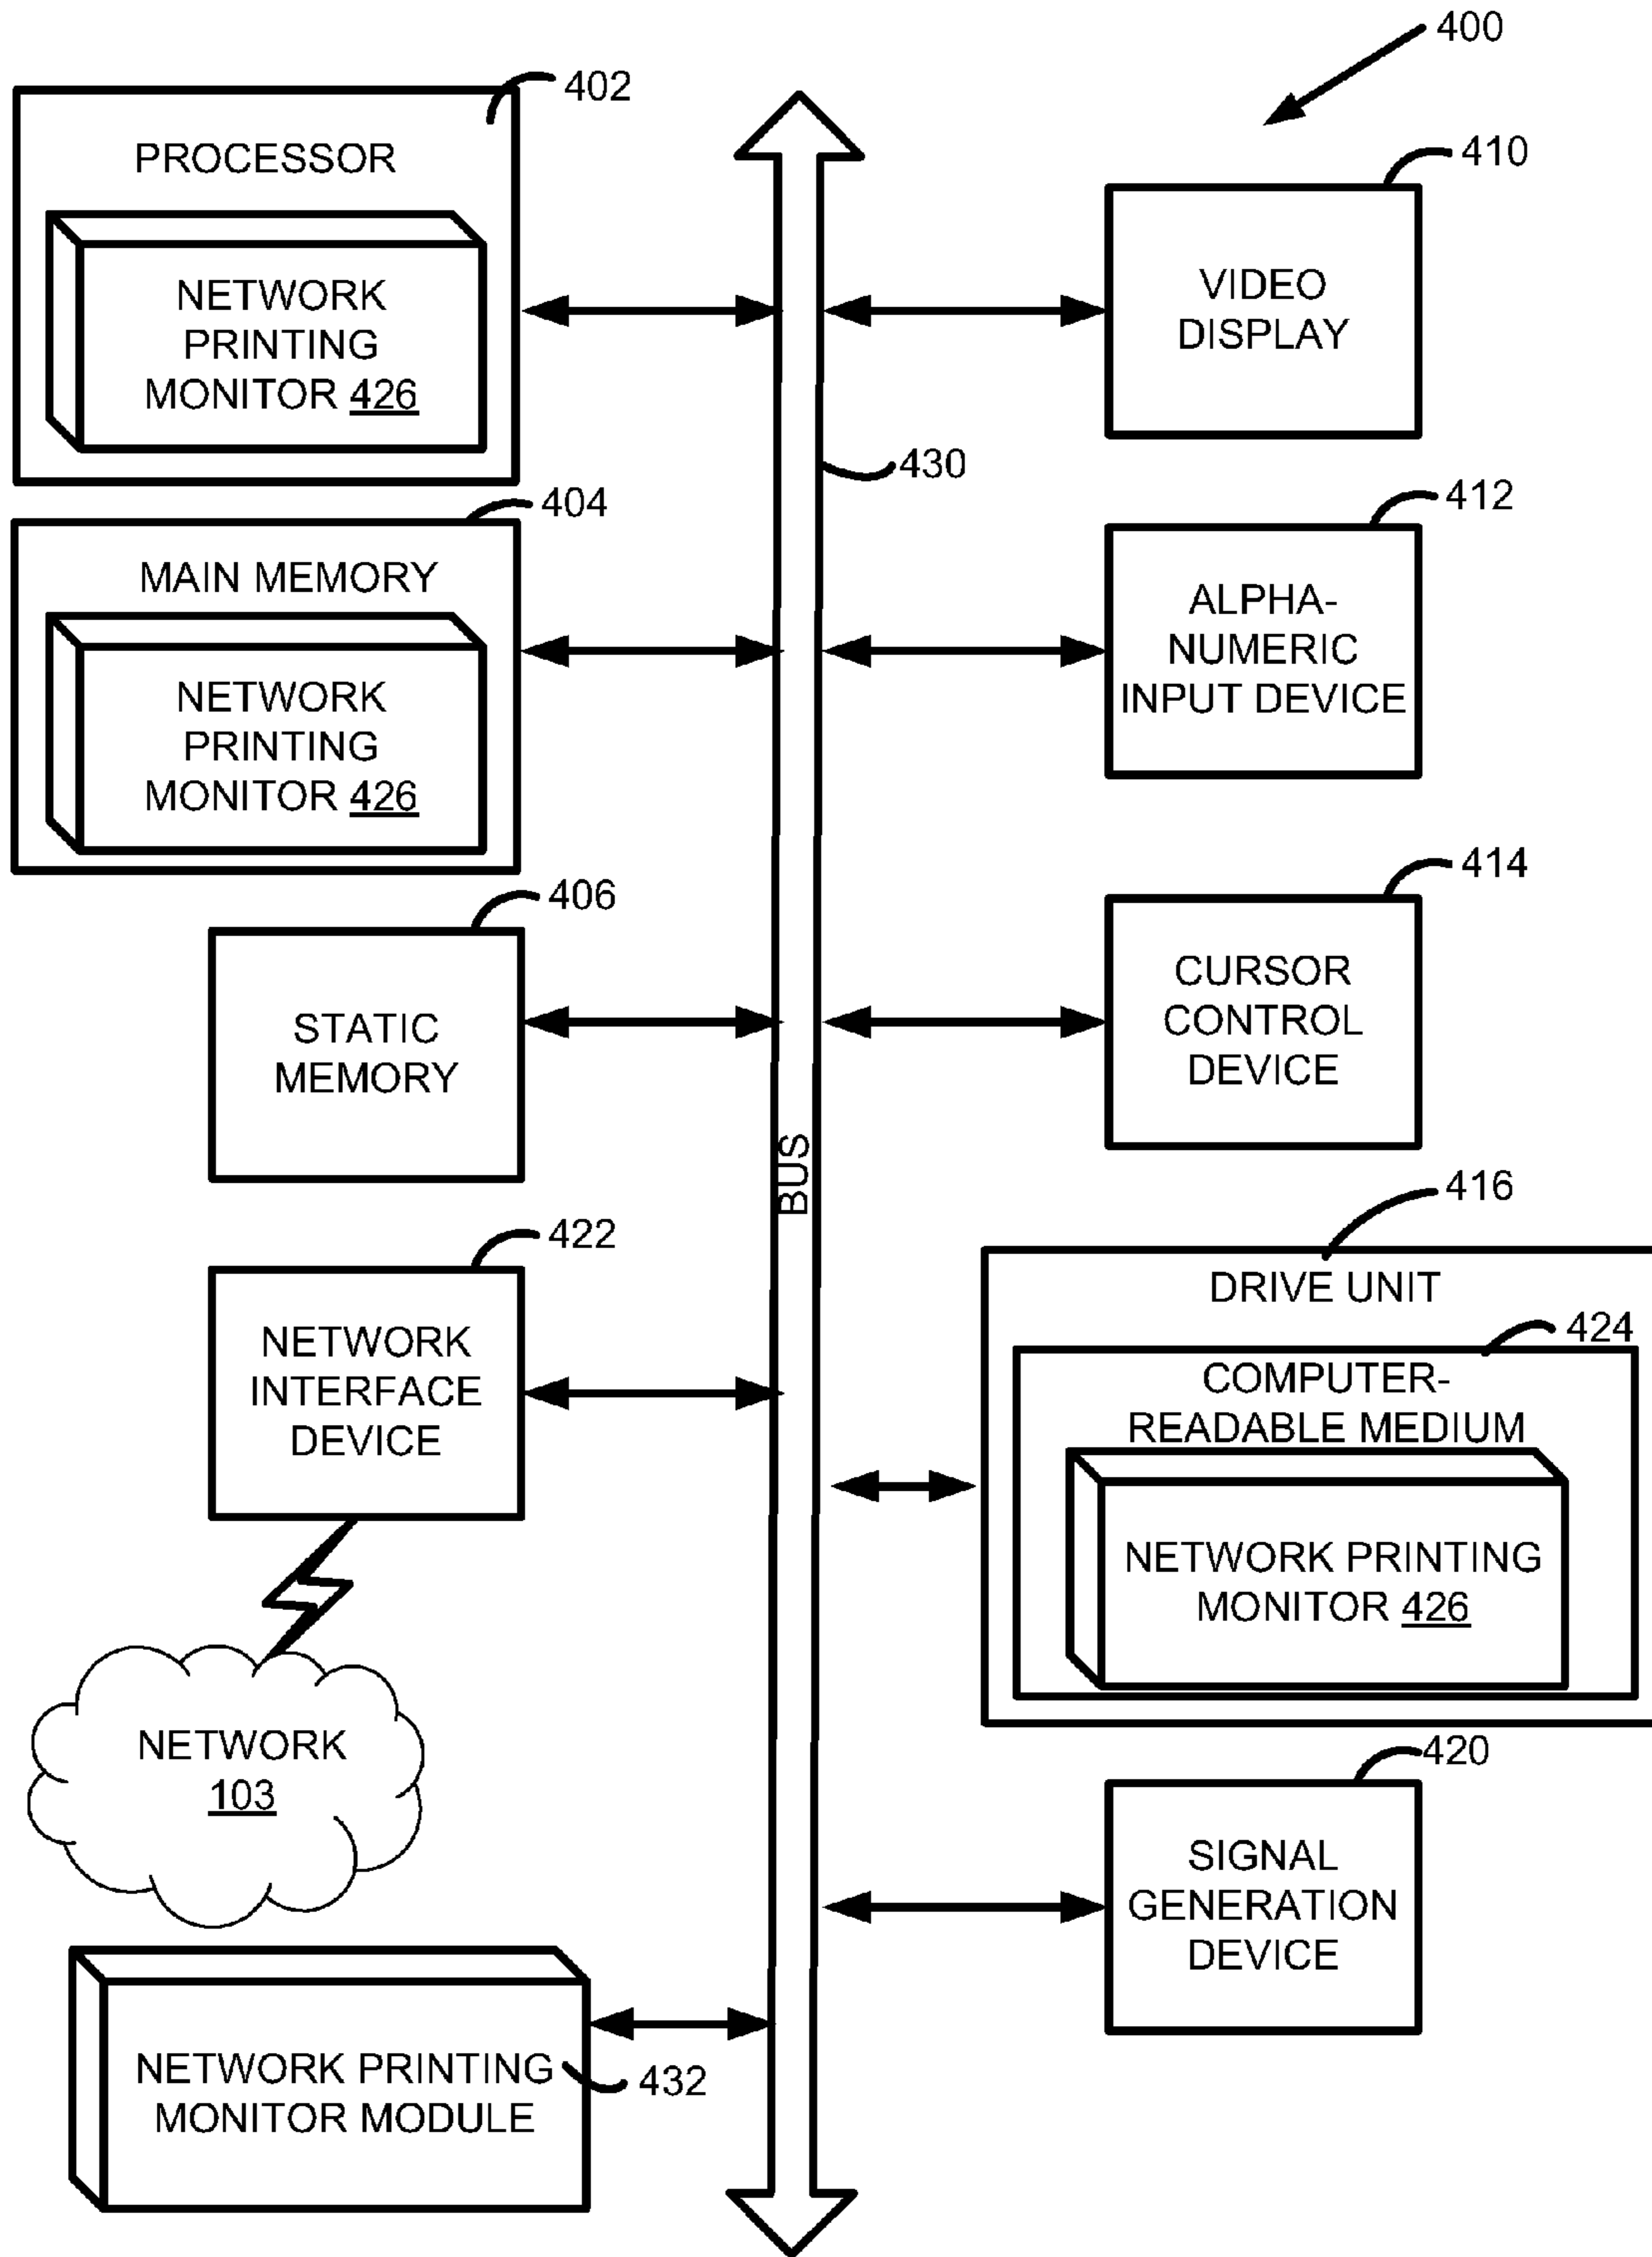 400
402
PROCESSOR
NETWORK
PRINTING
MONITOR 426
404
MAIN MEMORY
NETWORK
PRINTING
MONITOR 426
406
STATIC
MEMORY
422
NETWORK
INTERFACE
DEVICE
NETWORK
103
NETWORK PRINTING
MONITOR MODULE
432
430
BUS
410
VIDEO
DISPLAY
412
ALPHA-
NUMERIC
INPUT DEVICE
414
CURSOR
CONTROL
DEVICE
416
DRIVE UNIT
424
COMPUTER-
READABLE MEDIUM
NETWORK PRINTING
MONITOR 426
420
SIGNAL
GENERATION
DEVICE